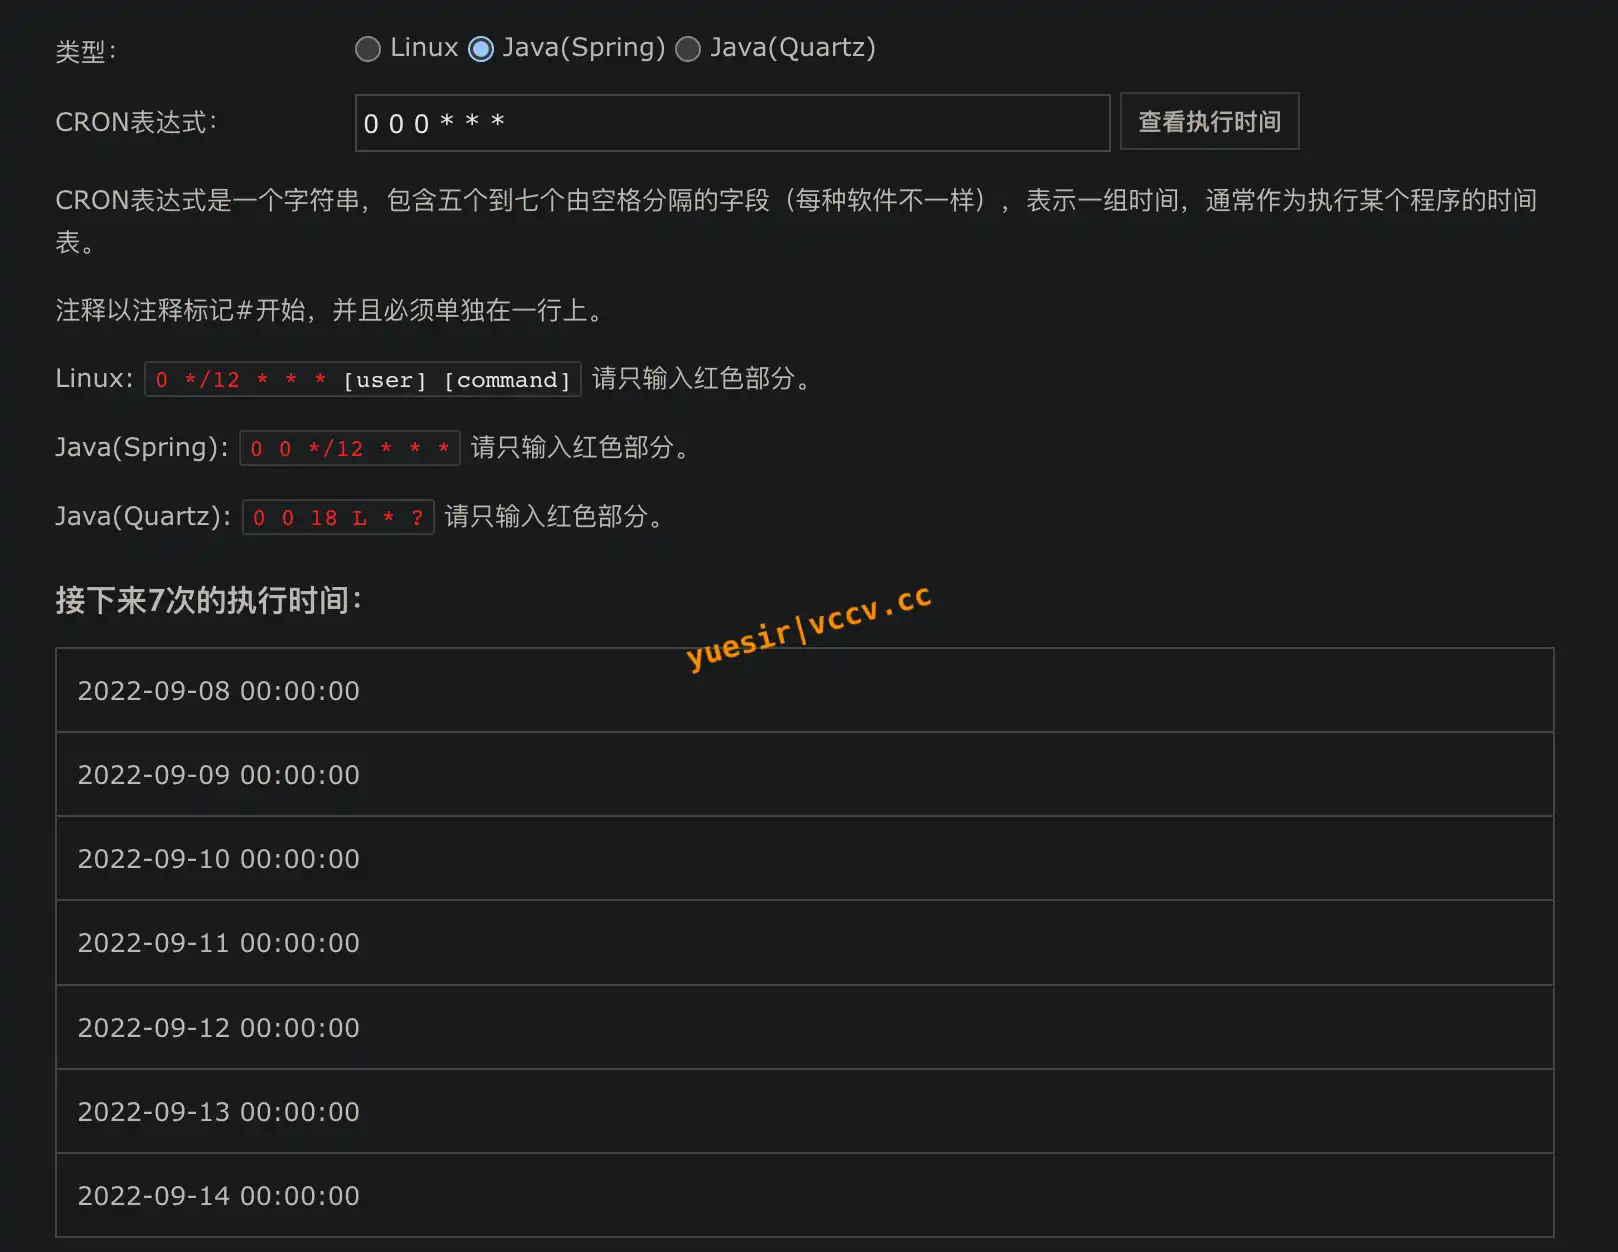 类型：
Linux Java(Spring) Java(Quartz)
CRON表达式：
0 0 0 * * *
查看执行时间
CRON表达式是一个字符串，包含五个到七个由空格分隔的字段（每种软件不一样），表示一组时间，通常作为执行某个程序的时间
表。
注释以注释标记#开始，并且必须单独在一行上。
Linux: 0 */12 * * * [user] [command] 请只输入红色部分。
Java(Spring): 0 0 */12 * * * 请只输入红色部分。
Java(Quartz): 0 0 18 L * ? 请只输入红色部分。
接下来7次的执行时间：
yuesir|vccv.cc
2022-09-08 00:00:00
2022-09-09 00:00:00
2022-09-10 00:00:00
2022-09-11 00:00:00
2022-09-12 00:00:00
2022-09-13 00:00:00
2022-09-14 00:00:00